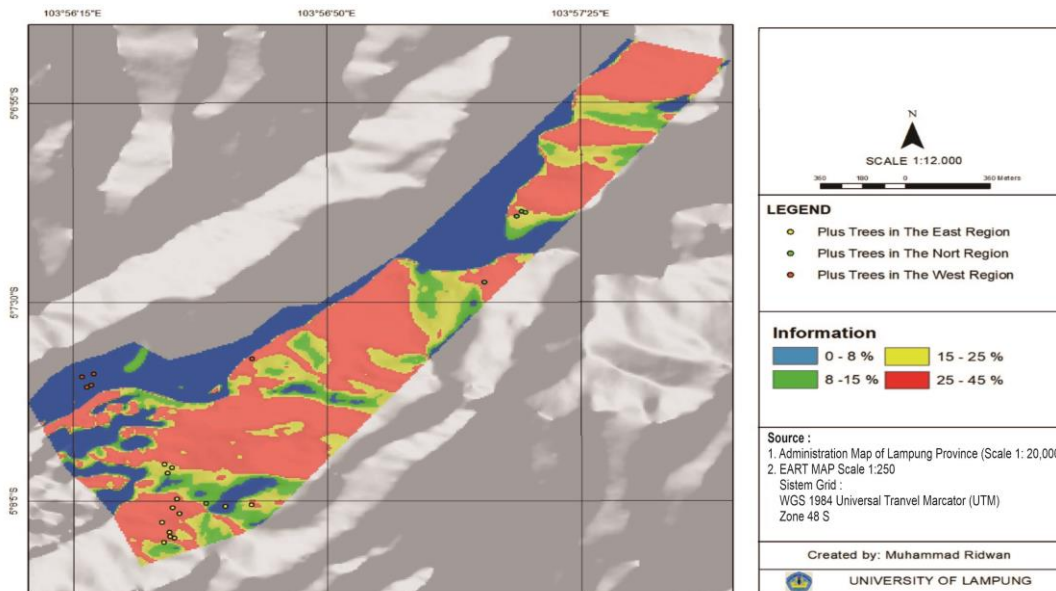 103°56'15"E
103°56'50"E
103°57'25"E
5°6'55"S
5°7'30"S
5°8'5"S
N
SCALE 1:12.000
360 180 0 360 Meters
LEGEND
Plus Trees in The East Region
Plus Trees in The Nort Region
Plus Trees in The West Region
Information
0 - 8 % 15 - 25 %
8 -15 % 25 - 45 %
Source :
1. Administration Map of Lampung Province (Scale 1: 20,000
2. EART MAP Scale 1:250
Sistem Grid :
WGS 1984 Universal Tranvel Marcator (UTM)
Zone 48 S
Created by: Muhammad Ridwan
UNIVERSITY OF LAMPUNG